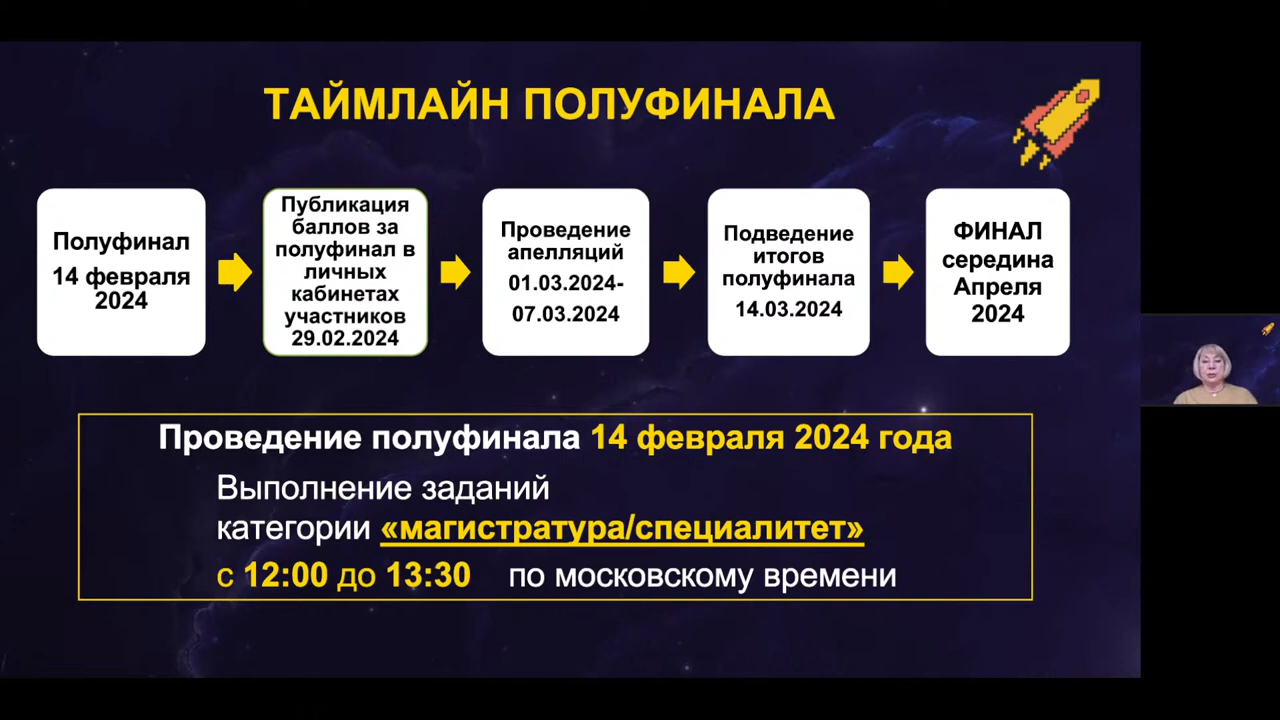 ТАЙМЛАЙН ПОЛУФИНАЛА
Полуфинал
14 февраля
2024
Публикация
баллов за
полуфинал в
личных
кабинетах
участников
29.02.2024
Проведение
апелляций
01.03.2024-
07.03.2024
Подведение
итогов
полуфинала
14.03.2024
ФИНАЛ
середина
Апреля
2024
Проведение полуфинала 14 февраля 2024 года
Выполнение заданий
категории «магистратура/специалитет»
с 12:00 до 13:30 по московскому времени